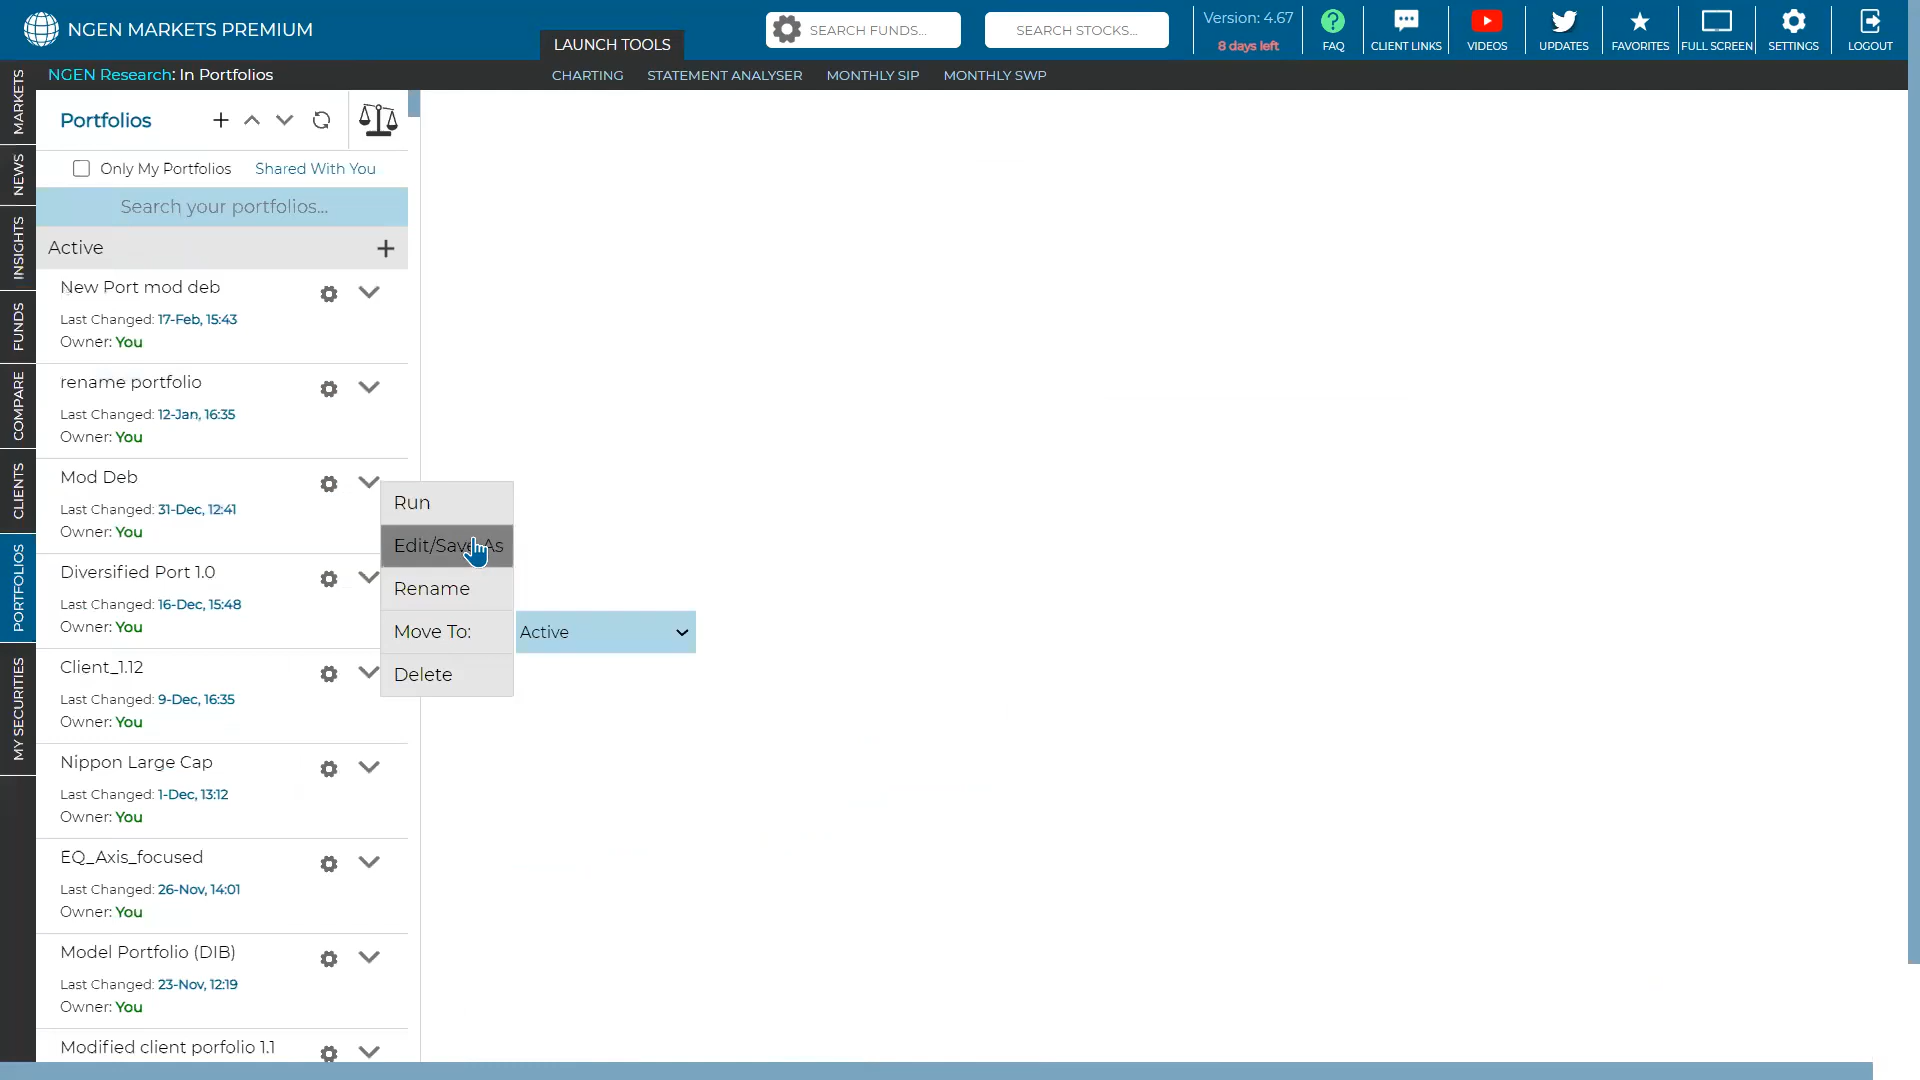 NGEN MARKETS PREMIUM
LAUNCH TOOLS
SEARCH FUNDS...
SEARCH STOCKS...
Version: 4.67
8 days left
FAQ
CLIENT LINKS
VIDEOS
UPDATES
FAVORITES
FULL SCREEN
SETTINGS
LOGOUT
NGEN Research: In Portfolios
CHARTING
STATEMENT ANALYSER
MONTHLY SIP
MONTHLY SWP
MARKETS
NEWS
INSIGHTS
FUNDS
COMPARE
CLIENTS
PORTFOLIOS
MY SECURITIES
Portfolios
Only My Portfolios
Shared With You
Search your portfolios...
Active
New Port mod deb
Last Changed: 17-Feb, 15:43
Owner: You
rename portfolio
Last Changed: 12-Jan, 16:35
Owner: You
Mod Deb
Last Changed: 31-Dec, 12:41
Owner: You
Diversified Port 1.0
Last Changed: 16-Dec, 15:48
Owner: You
Client_1.12
Last Changed: 9-Dec, 16:35
Owner: You
Nippon Large Cap
Last Changed: 1-Dec, 13:12
Owner: You
EQ_Axis_focused
Last Changed: 26-Nov, 14:01
Owner: You
Model Portfolio (DIB)
Last Changed: 23-Nov, 12:19
Owner: You
Modified client porfolio 1.1
Run
Edit/Save As
Rename
Move To:
Active
Delete